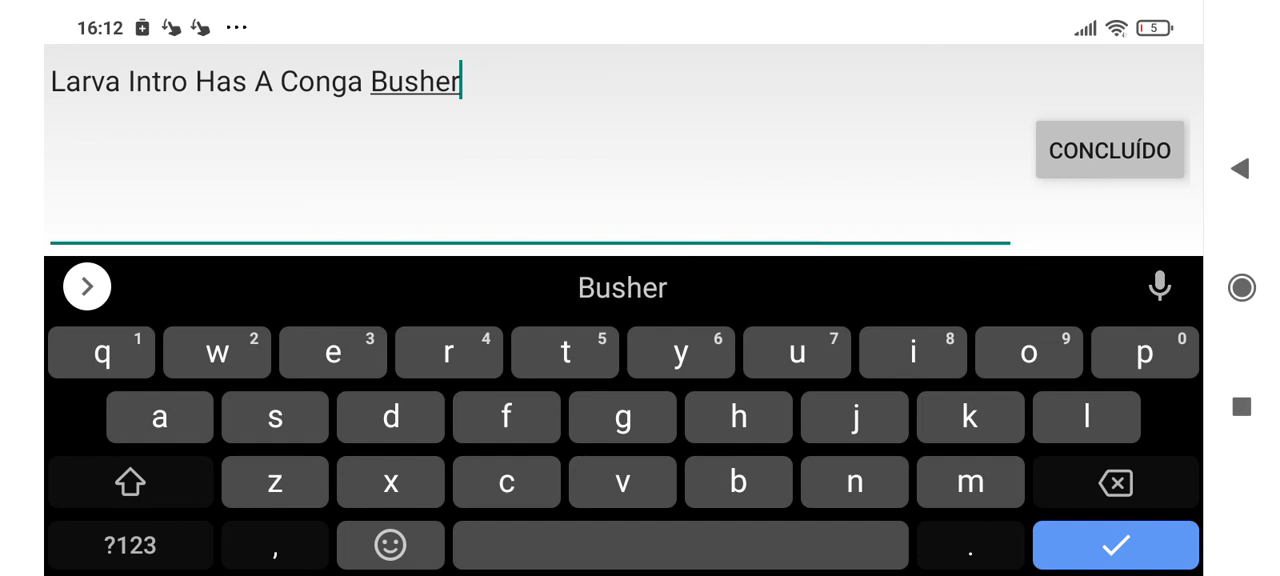 16:12 ... 5
Larva Intro Has A Conga Busher
CONCLUÍDO
Busher
q 1 w 2 e 3 r 4 t 5 y 6 u 7 i 8 o 9 p 0
a s d f g h j k l
z x c v b n m
?123 , .